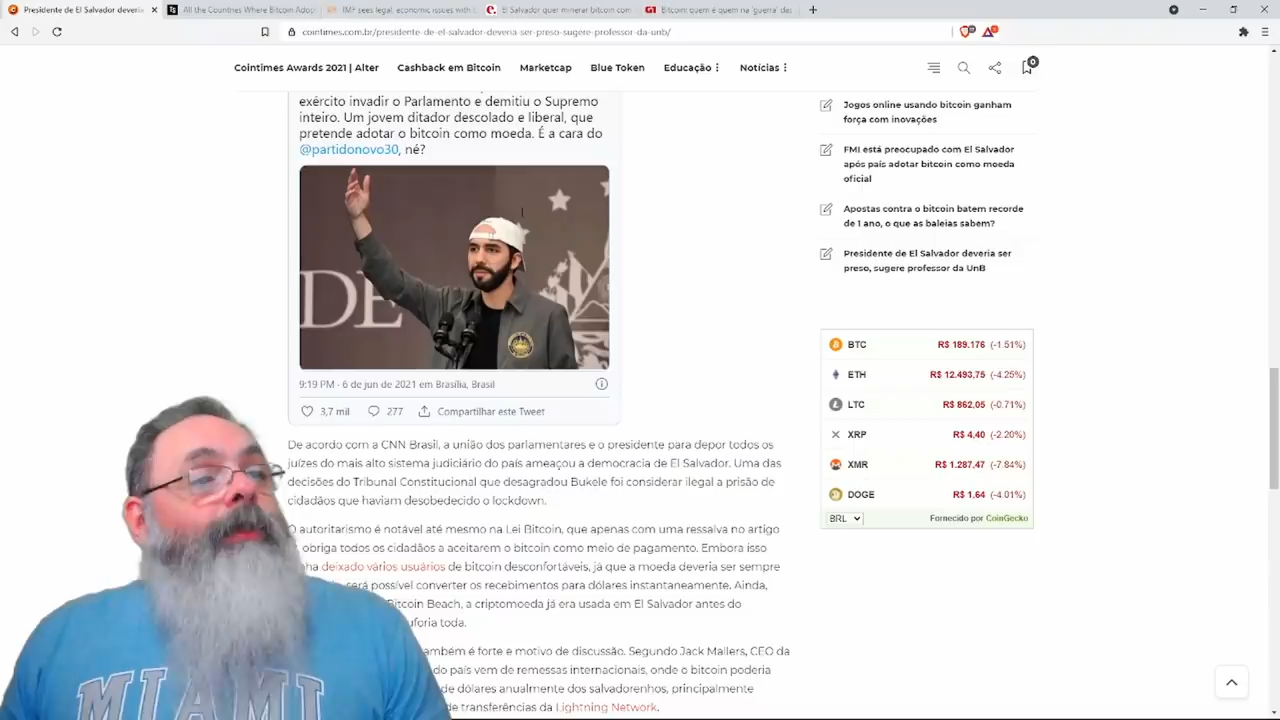 Presidente de El Salvador deveria
All the Countries Where Bitcoin Adop
IMF sees legal, economic issues with
El Salvador quer minerar bitcoin com
Bitcoin: quem é quem na 'guerra' das
cointimes.com.br/presidente-de-el-salvador-deveria-ser-preso-sugere-professor-da-unb/
Cointimes Awards 2021 | Alter
Cashback em Bitcoin
Marketcap
Blue Token
Educação
Notícias
0
exército invadir o Parlamento e demitiu o Supremo
inteiro. Um jovem ditador descolado e liberal, que
pretende adotar o bitcoin como moeda. É a cara do
@partidonovo30, né?
DE
9:19 PM · 6 de jun de 2021 em Brasília, Brasil
3,7 mil
277
Compartilhar este Tweet
De acordo com a CNN Brasil, a união dos parlamentares e o presidente para depor todos os
juízes do mais alto sistema judiciário do país ameaçou a democracia de El Salvador. Uma das
decisões do Tribunal Constitucional que desagradou Bukele foi considerar ilegal a prisão de
cidadãos que haviam desobedecido o lockdown.
O autoritarismo é notável até mesmo na Lei Bitcoin, que apenas com uma ressalva no artigo
obriga todos os cidadãos a aceitarem o bitcoin como meio de pagamento. Embora isso
deixado vários usuários de bitcoin desconfortáveis, já que a moeda deveria ser sempre
será possível converter os recebimentos para dólares instantaneamente. Ainda,
Bitcoin Beach, a criptomoeda já era usada em El Salvador antes do
toda.
também é forte e motivo de discussão. Segundo Jack Mallers, CEO da
do país vem de remessas internacionais, onde o bitcoin poderia
de dólares anualmente dos salvadorenhos, principalmente
de transferências da Lightning Network.
Jogos online usando bitcoin ganham
força com inovações
FMI está preocupado com El Salvador
após país adotar bitcoin como moeda
oficial
Apostas contra o bitcoin batem recorde
de 1 ano, o que as baleias sabem?
Presidente de El Salvador deveria ser
preso, sugere professor da UnB
BTC R$ 189.176 (-1.51%)
ETH R$ 12.493,75 (-4.25%)
LTC R$ 862,05 (-0.71%)
XRP R$ 4,40 (-2.20%)
XMR R$ 1.287,47 (-7.84%)
DOGE R$ 1,64 (-4.01%)
BRL Fornecido por CoinGecko
MIAMI